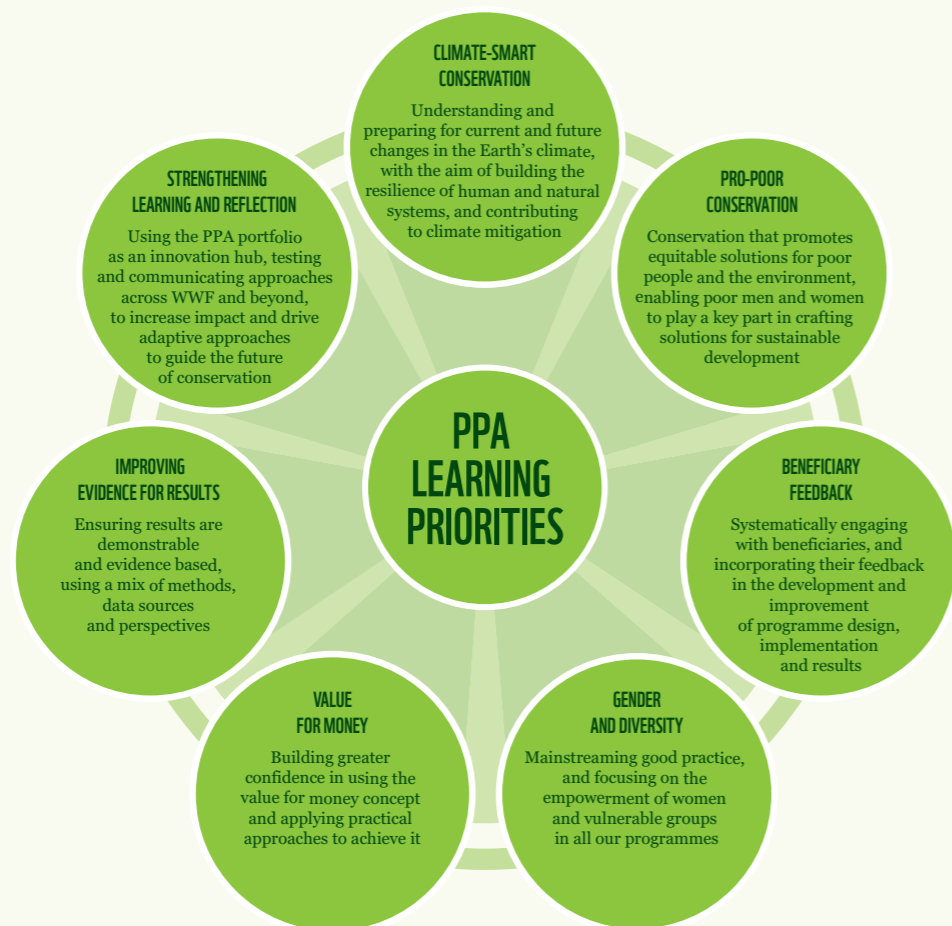 CLIMATE-SMART
CONSERVATION
Understanding and
preparing for current and future
changes in the Earth’s climate,
with the aim of building the
resilience of human and natural
systems, and contributing
to climate mitigation
STRENGTHENING
LEARNING AND REFLECTION
Using the PPA portfolio
as an innovation hub, testing
and communicating approaches
across WWF and beyond,
to increase impact and drive
adaptive approaches
to guide the future
of conservation
PRO-POOR
CONSERVATION
Conservation that promotes
equitable solutions for poor
people and the environment,
enabling poor men and women
to play a key part in crafting
solutions for sustainable
development
PPA
LEARNING
PRIORITIES
IMPROVING
EVIDENCE FOR RESULTS
Ensuring results are
demonstrable
and evidence based,
using a mix of methods,
data sources
and perspectives
BENEFICIARY
FEEDBACK
Systematically engaging
with beneficiaries, and
incorporating their feedback
in the development and
improvement
of programme design,
implementation
and results
VALUE
FOR MONEY
Building greater
confidence in using the
value for money concept
and applying practical
approaches to achieve it
GENDER
AND DIVERSITY
Mainstreaming good practice,
and focusing on the
empowerment of women
and vulnerable groups
in all our programmes